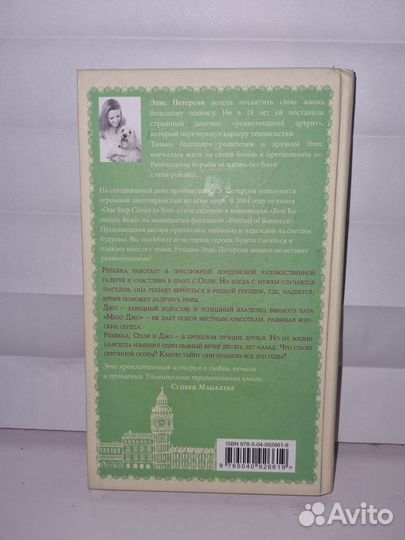 Элис Петерсон хотела посвятить свою жизнь
большому теннису. Но в 18 лет ей поставили
страшный диагноз: «ревматоидный артрит»,
который перечеркнул карьеру теннисистки.
Только благодаря родителям и друзьям Элис
научилась жить со своей болью и преодолевать ее.
Результатом борьбы за жизнь без боли
стали романы.
На сегодняшний день произведения Э. Петерсон пользуются
огромной популярностью во всем мире. В 2014 году ее книга
«One Step Closer to You» стала лидером в номинации «Best Ro-
mantic Read» на знаменитом фестивале «Festival of Romance».
Произведения автора пропитаны любовью и надеждой на светлое
будущее. Вы полюбите ее истории, героев, будете смеяться и
плакать вместе с ними. Романы Элис Петерсон никого не оставят
равнодушными!
Ребекка работает в престижной лондонской художественной
галерее и счастлива в браке с Олли. Но когда с мужем случается
трагедия, она решает вернуться в родной городок, где, надеется,
время поможет залечить раны.
Джо – завидный холостяк и успешный владелец винного бара
«Мезо Джо» – не дает покоя местным красоткам, разбивая жен-
ские сердца.
Ребекка, Олли и Джо – в прошлом лучшие друзья. Но их жизни
навсегда изменил один пьяный вечер десять лет назад. Что стало
причиной ссоры? Какую тайну они хранили все эти годы?
Это пронзительная история о любви, печали
и прощении. Удивительно трогательная книга.
Closer Magazine
ISBN 978-5-04-092661-9
9 785040 926619 >
Avito